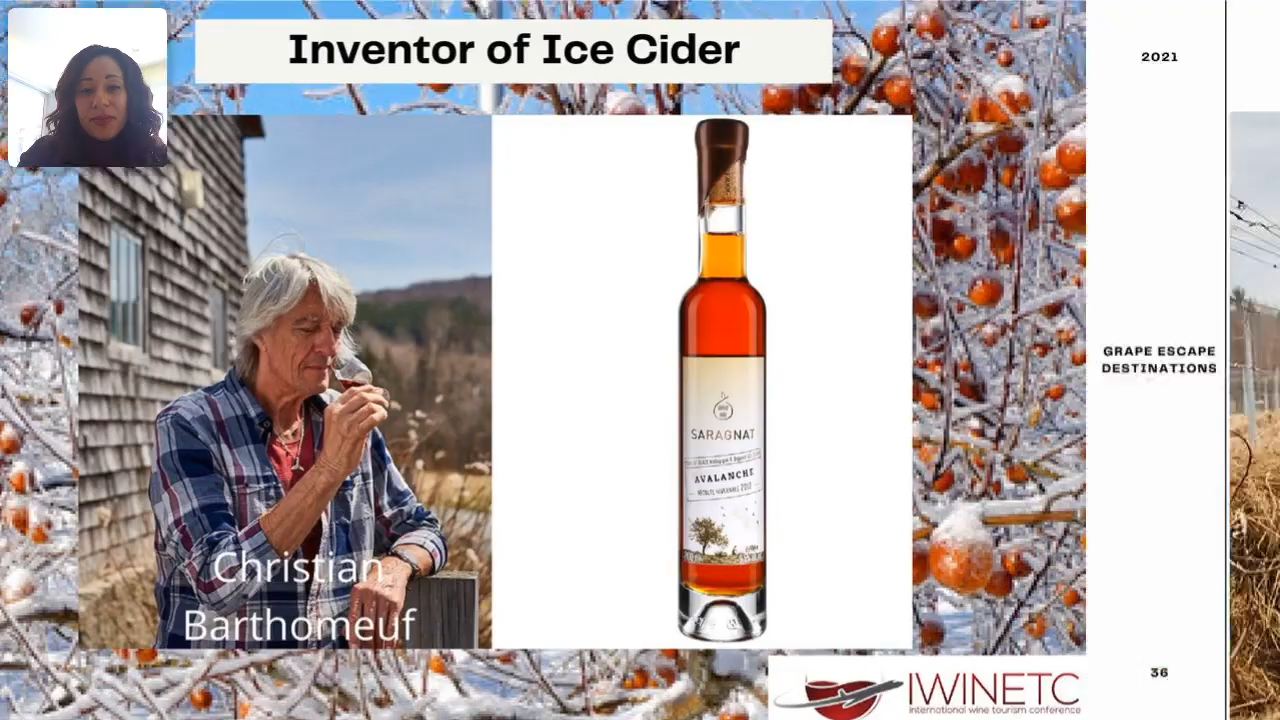 Inventor of Ice Cider
2021
GRAPE ESCAPE
DESTINATIONS
SARAGNAT
AVALANCHE
Christian
Barthomeuf
36
IWINETC
international wine tourism conference